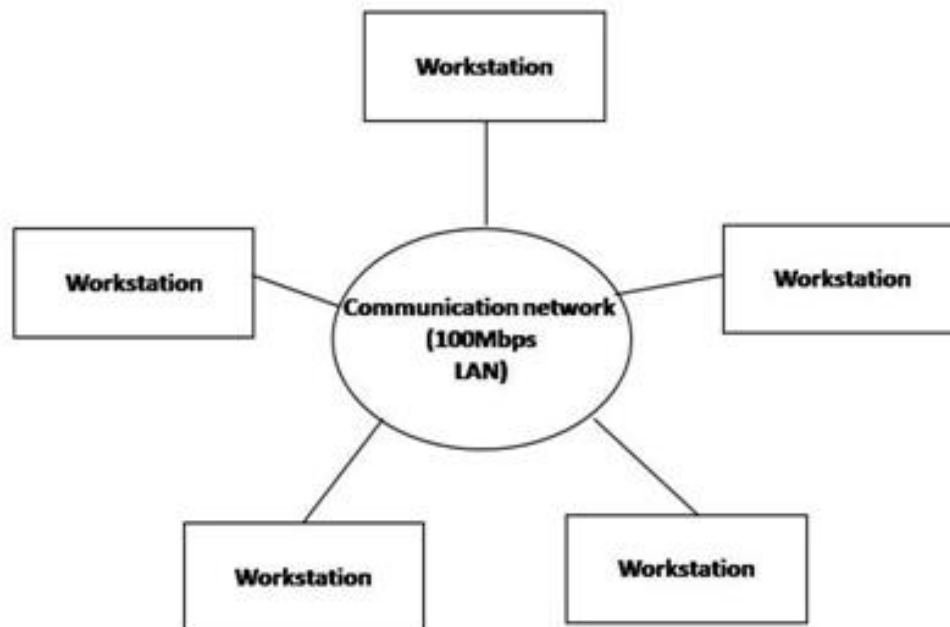 Workstation
Workstation
Workstation
Communication network
(100Mbps
LAN)
Workstation
Workstation